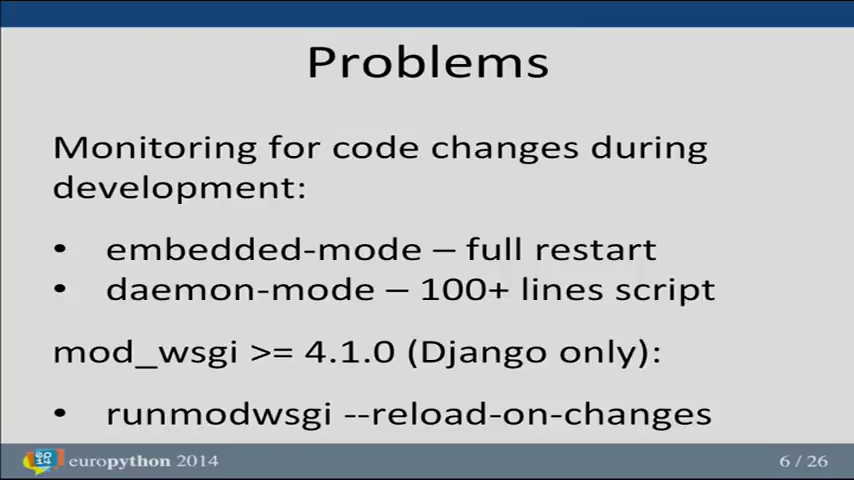 Problems
Monitoring for code changes during
development:
• embedded-mode – full restart
• daemon-mode – 100+ lines script
mod_wsgi >= 4.1.0 (Django only):
• runmodwsgi --reload-on-changes
europython 2014
6 / 26